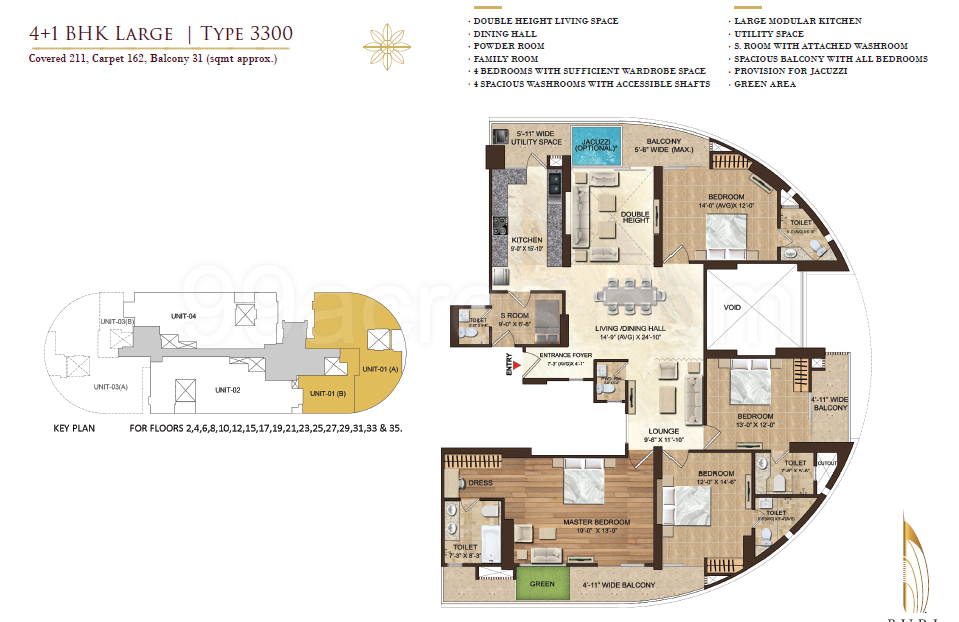 4+1 BHK Large | Type 3300
Covered 211, Carpet 162, Balcony 31 (sqmt approx.)
· DOUBLE HEIGHT LIVING SPACE
· DINING HALL
· POWDER ROOM
· FAMILY ROOM
· 4 BEDROOMS WITH SUFFICIENT WARDROBE SPACE
· 4 SPACIOUS WASHROOMS WITH ACCESSIBLE SHAFTS
· LARGE MODULAR KITCHEN
· UTILITY SPACE
· S. ROOM WITH ATTACHED WASHROOM
· SPACIOUS BALCONY WITH ALL BEDROOMS
· PROVISION FOR JACUZZI
· GREEN AREA
5'-11" WIDE
UTILITY SPACE
JACUZZI
(OPTIONAL)*
BALCONY
5'-6" WIDE (MAX.)
BEDROOM
14'-0" (AVG)X 12'-0"
TOILET
DOUBLE
HEIGHT
KITCHEN
9'-0" X 15'-10"
VOID
TOILET
S ROOM
9'-0" X 6'-8"
LIVING /DINING HALL
14'-9" (AVG) X 24'-10"
ENTRY
ENTRANCE FOYER
7'-3" (AVG)X 4'-1"
LOUNGE
9'-6" X 11'-10"
BEDROOM
13'-0" X 12'-0"
4'-11" WIDE
BALCONY
TOILET
CUTOUT
BEDROOM
12'-0" X 14'-6"
TOILET
DRESS
MASTER BEDROOM
19'-0" X 13'-0"
TOILET
7'-3" X 8'-3"
GREEN
4'-11" WIDE BALCONY
UNIT-03(B)
UNIT-04
UNIT-03(A)
UNIT-02
UNIT-01 (A)
UNIT-01 (B)
KEY PLAN
FOR FLOORS 2,4,6,8,10,12,15,17,19,21,23,25,27,29,31,33 & 35.
99acres.com